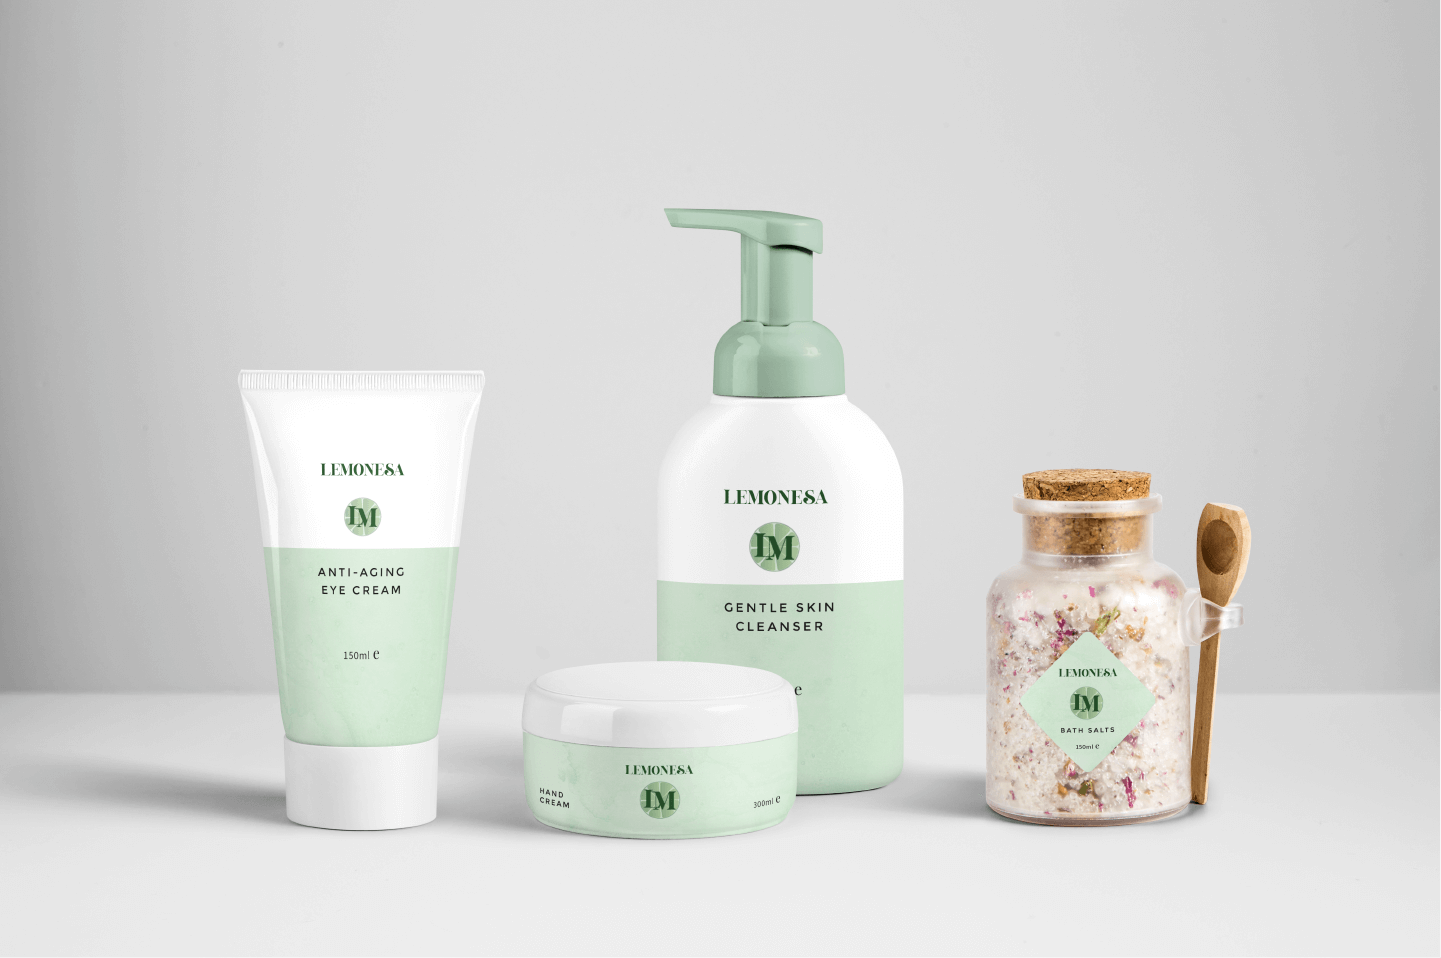 LEMONESA
LM
ANTI-AGING
EYE CREAM
150ml e
LEMONESA
LM
GENTLE SKIN
CLEANSER
e
LEMONESA
LM
HAND
CREAM
300ml e
LEMONESA
LM
BATH SALTS
150ml e